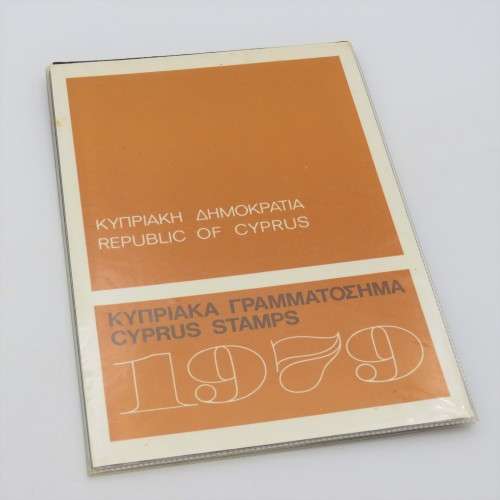 ΚΥΠΡΙΑΚΗ ΔΗΜΟΚΡΑΤΙΑ
REPUBLIC OF CYPRUS
ΚΥΠΡΙΑΚΑ ΓΡΑΜΜΑΤΟΣΗΜΑ
CYPRUS STAMPS
1979